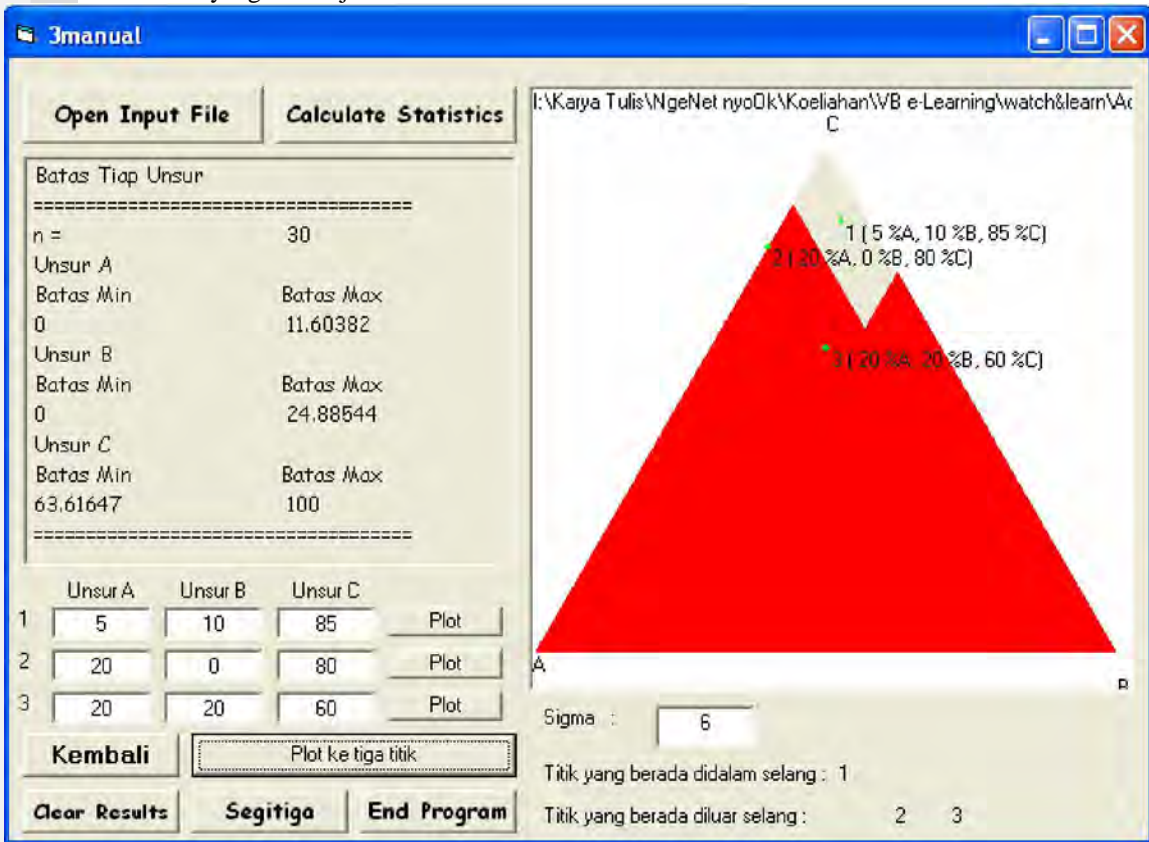 3manual
Open Input File
Calculate Statistics
Batas Tiap Unsur
====================================
n = 30
Unsur A
Batas Min Batas Max
0 11.60382
Unsur B
Batas Min Batas Max
0 24.88544
Unsur C
Batas Min Batas Max
63.61647 100
====================================
Unsur A Unsur B Unsur C
1 5 10 85 Plot
2 20 0 80 Plot
3 20 20 60 Plot
Kembali
Plot ke tiga titik
Clear Results
Segitiga
End Program
I:\Karya Tulis\NgeNet nyoOk\Koeliahan\VB e-Learning\watch&learn\Ac
C
1 ( 5 %A, 10 %B, 85 %C)
2 ( 20 %A, 0 %B, 80 %C)
3 ( 20 %A, 20 %B, 60 %C)
A
B
Sigma : 6
Titik yang berada didalam selang : 1
Titik yang berada diluar selang : 2 3